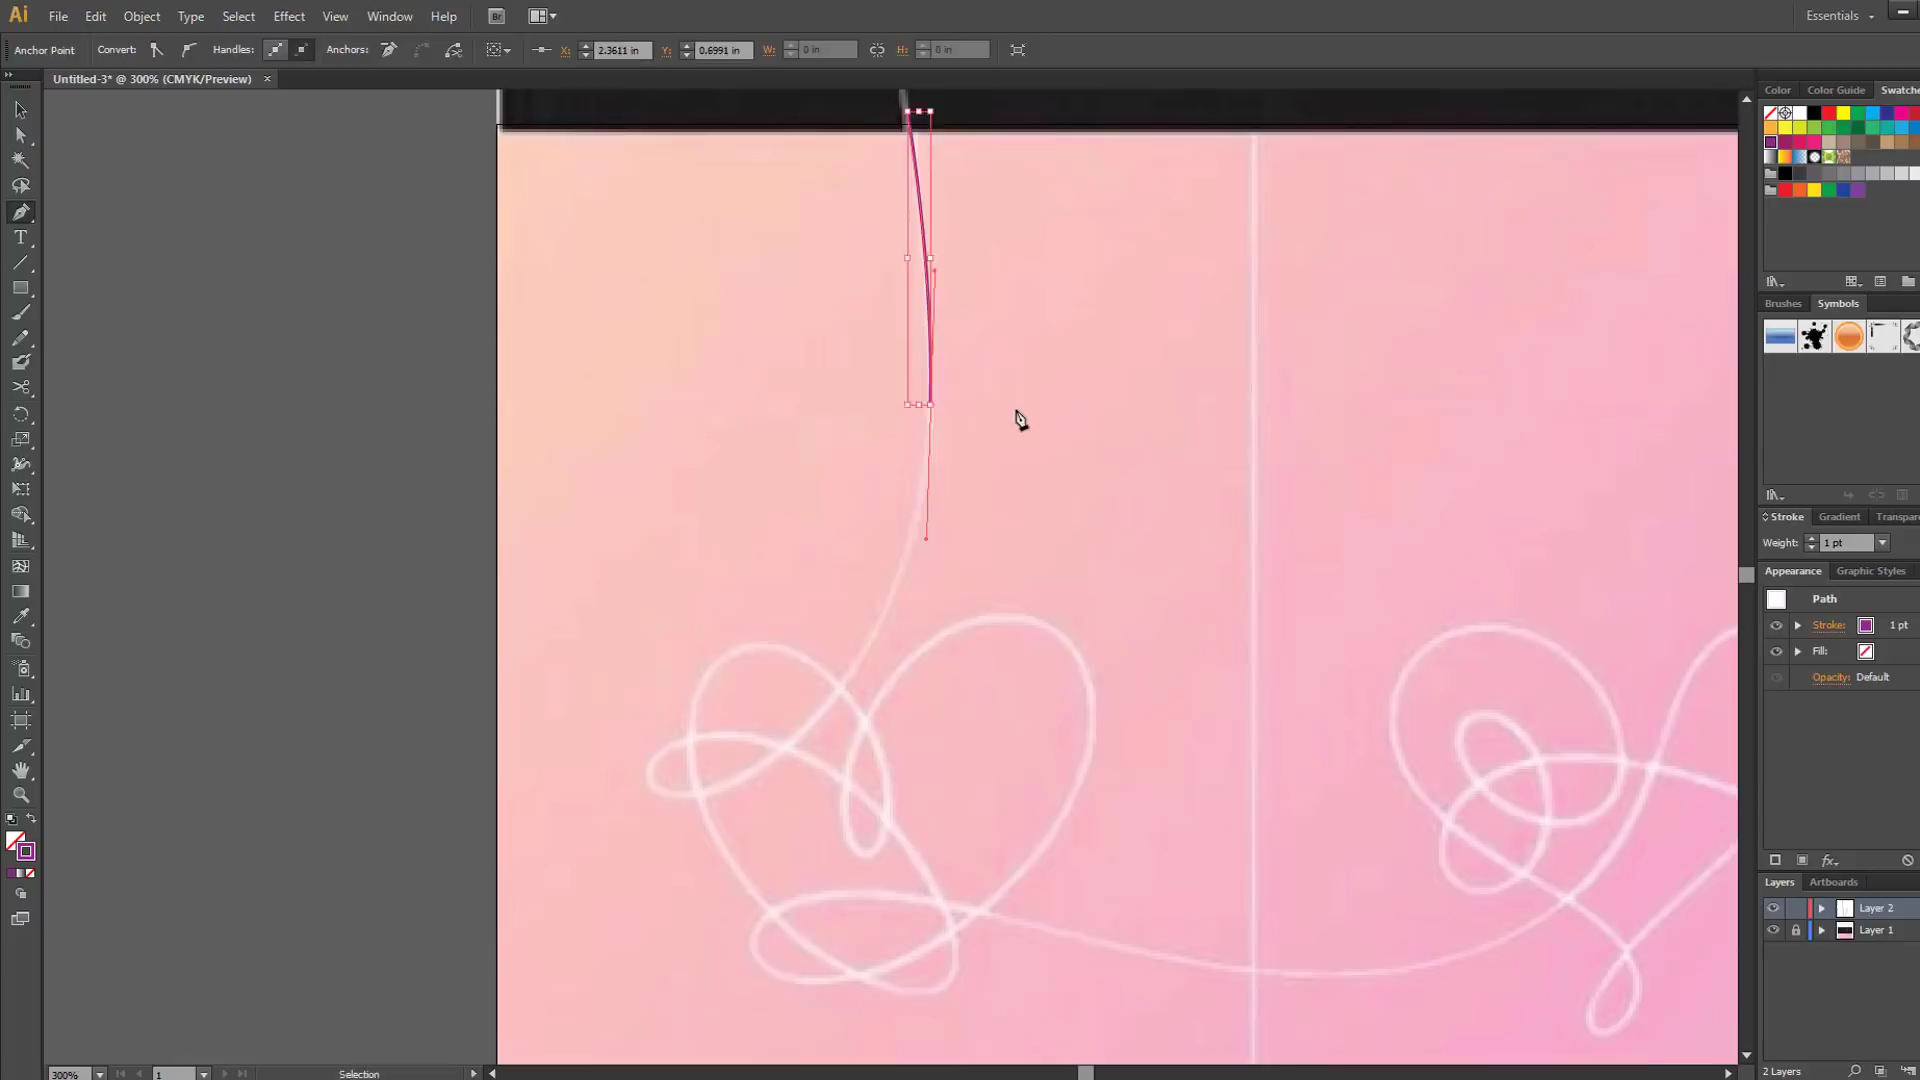 Ai File Edit Object Type Select Effect View Window Help Br Essentials
Anchor Point Convert: Handles: Anchors: X: 2.3611 in Y: 0.6991 in W: 0 in H: 0 in
Untitled-3* @ 300% (CMYK/Preview) ×
Color Color Guide Swatche
Brushes Symbols
Stroke Gradient Transpar
Weight: 1 pt
Appearance Graphic Styles
Path
Stroke: 1 pt
Fill:
Opacity: Default
fx
Layers Artboards
Layer 2
Layer 1
2 Layers
300% 1 Selection